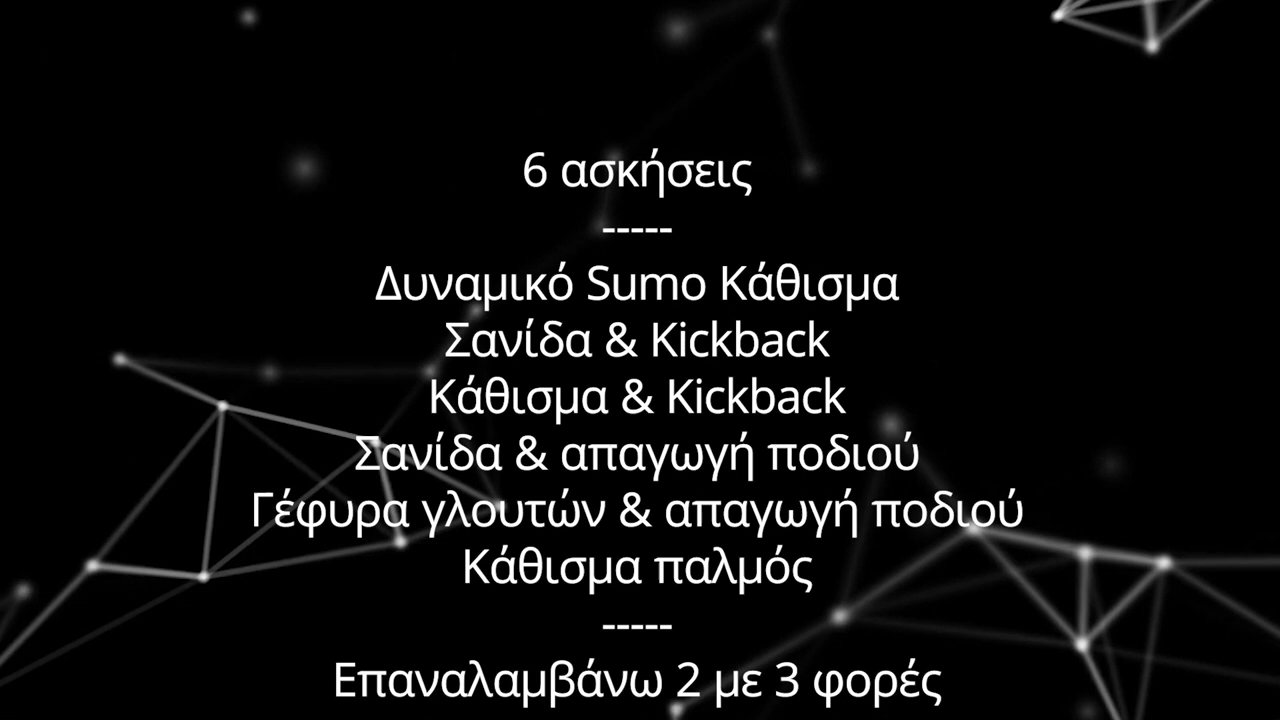 6 ασκήσεις
-----
Δυναμικό Sumo Κάθισμα
Σανίδα & Kickback
Κάθισμα & Kickback
Σανίδα & απαγωγή ποδιού
Γέφυρα γλουτών & απαγωγή ποδιού
Κάθισμα παλμός
-----
Επαναλαμβάνω 2 με 3 φορές